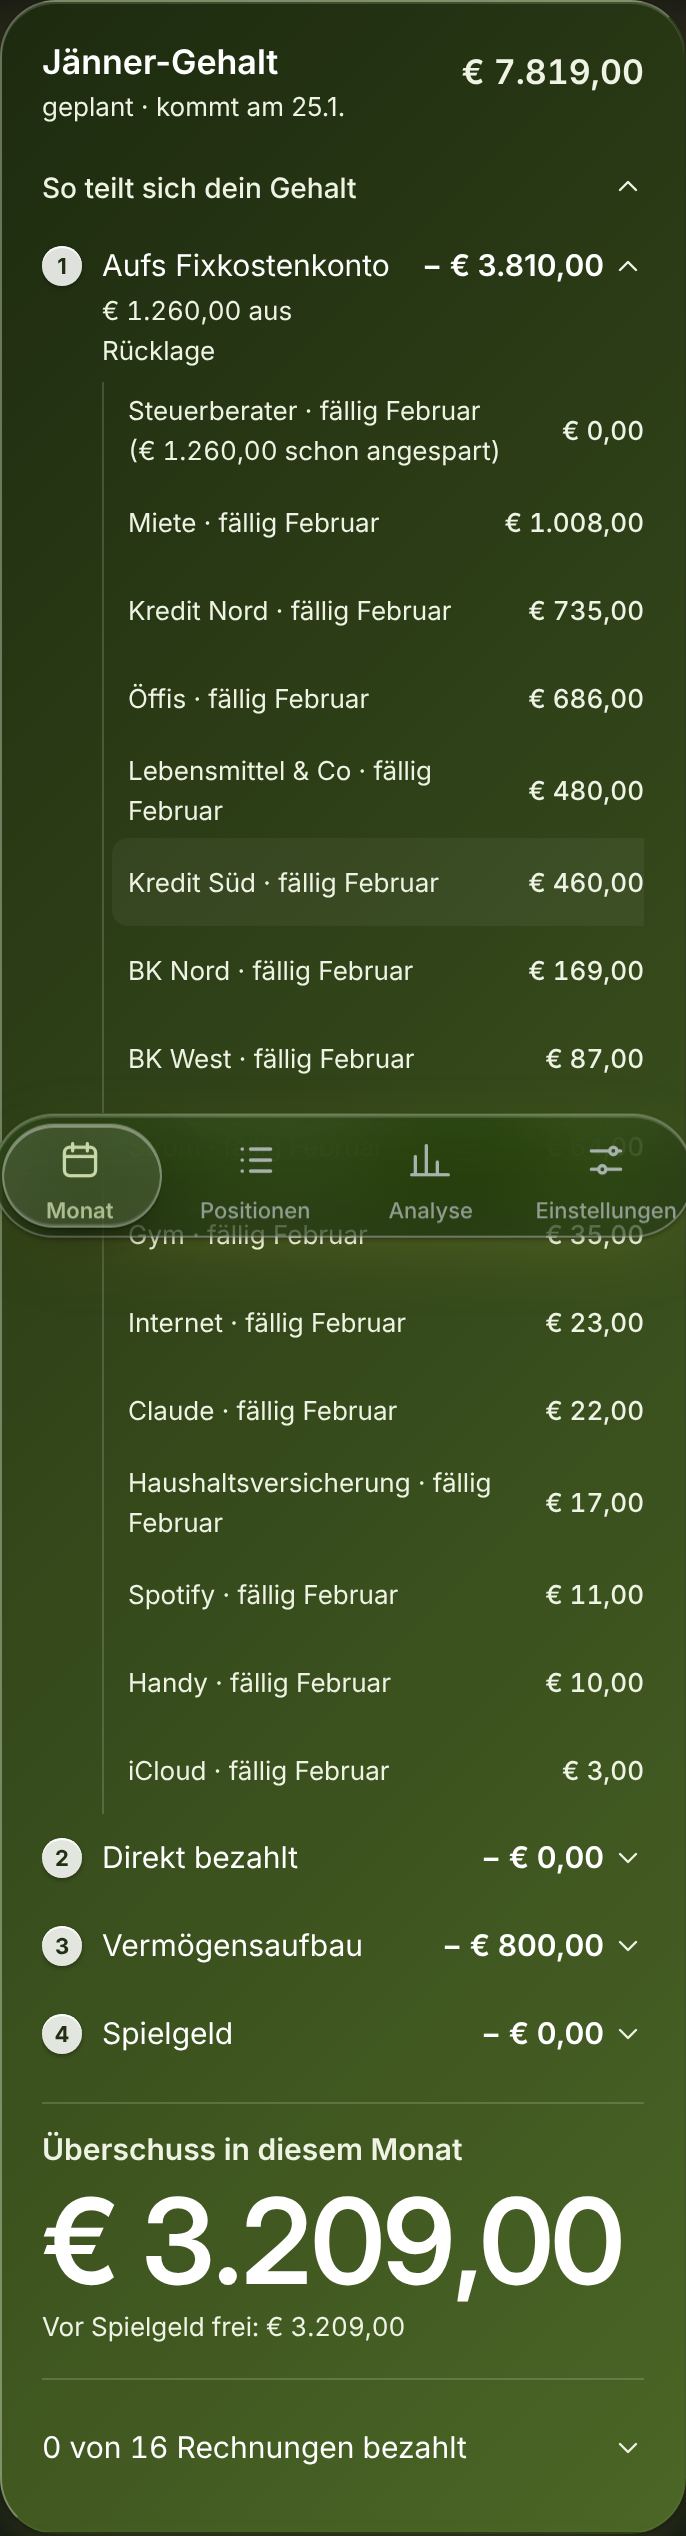 Jänner-Gehalt
€ 7.819,00
geplant · kommt am 25.1.
So teilt sich dein Gehalt
1 Aufs Fixkostenkonto – € 3.810,00
€ 1.260,00 aus
Rücklage
Steuerberater · fällig Februar
(€ 1.260,00 schon angespart)
€ 0,00
Miete · fällig Februar € 1.008,00
Kredit Nord · fällig Februar € 735,00
Öffis · fällig Februar € 686,00
Lebensmittel & Co · fällig
Februar
€ 480,00
Kredit Süd · fällig Februar € 460,00
BK Nord · fällig Februar € 169,00
BK West · fällig Februar € 87,00
fällig Februar
Monat Positionen Analyse Einstellungen
Gym · fällig Februar € 35,00
Internet · fällig Februar € 23,00
Claude · fällig Februar € 22,00
Haushaltsversicherung · fällig
Februar
€ 17,00
Spotify · fällig Februar € 11,00
Handy · fällig Februar € 10,00
iCloud · fällig Februar € 3,00
2 Direkt bezahlt – € 0,00
3 Vermögensaufbau – € 800,00
4 Spielgeld – € 0,00
Überschuss in diesem Monat
€ 3.209,00
Vor Spielgeld frei: € 3.209,00
0 von 16 Rechnungen bezahlt